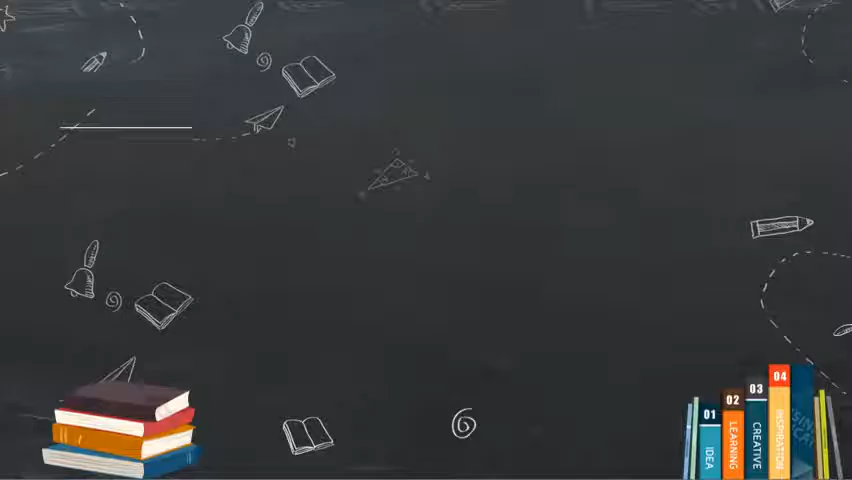 01
IDEA
02
LEARNING
03
CREATIVE
04
INSPIRATION